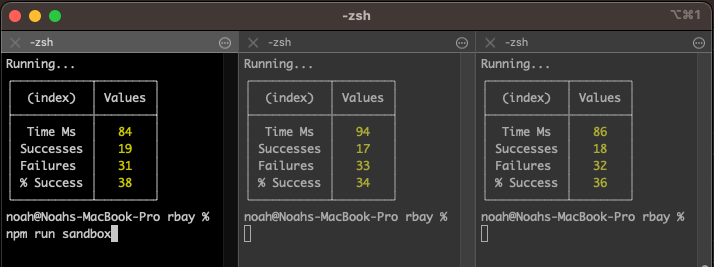 -zsh
⌥⌘1
-zsh
Running...
(index) Values
Time Ms 84
Successes 19
Failures 31
% Success 38
noah@Noahs-MacBook-Pro rbay %
npm run sandbox
-zsh
Running...
(index) Values
Time Ms 94
Successes 17
Failures 33
% Success 34
noah@Noahs-MacBook-Pro rbay %
-zsh
Running...
(index) Values
Time Ms 86
Successes 18
Failures 32
% Success 36
noah@Noahs-MacBook-Pro rbay %